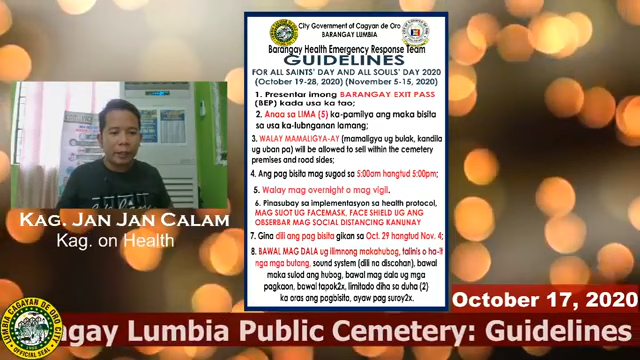 City Government of Cagayan de Oro
BARANGAY LUMBIA
Barangay Health Emergency Response Team
GUIDELINES
FOR ALL SAINTS' DAY AND ALL SOULS' DAY 2020
(October 19-28, 2020) (November 5-15, 2020)
1. Presentar imong BARANGAY EXIT PASS
(BEP) kada usa ka tao;
2. Anaa sa LIMA (5) ka-pamilya ang maka bisita
sa usa ka-lubnganan lamang;
3. WALAY MAMALIGYA-AY (mamaligya ug bulak, kandila
ug uban pa) will be allowed to sell within the cemetery
premises and road sides;
4. Ang pag bisita mag sugod sa 5:00am hangtud 5:00pm;
5. Walay mag overnight o mag vigil.
6. Pinasubay sa implementasyon sa health protocol,
MAG SUOT UG FACEMASK, FACE SHIELD UG ANG
OBSERBAR MAG SOCIAL DISTANCING KANUNAY
7. Gina dili ang pag bisita gikan sa Oct. 29 hangtud Nov. 4;
8. BAWAL MAG DALA ug ilimnong makahubog, talinis o ha-it
nga mga butang, sound system (dili na discohan), bawal
maka sulod ang hubog, bawal mag dala ug mga
pagkaon, bawal tapok2x, limitado diha sa duha (2)
ka oras ang pagbisita, ayaw pag suroy2x.
KAG. JAN JAN CALAM
Kag. on Health
October 17, 2020
ngay Lumbia Public Cemetery: Guidelines
LUMBIA CAGAYAN DE ORO CITY
OFFICIAL SEAL